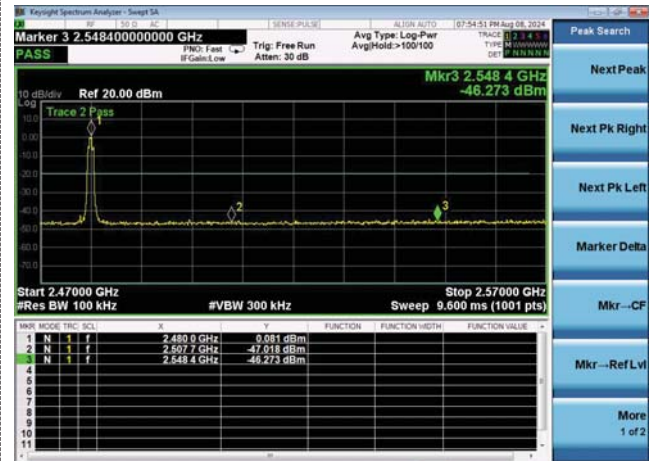 Keysight Spectrum Analyzer - Swept SA
RF 50 Ω AC SENSE:PULSE ALIGN AUTO 07:54:51 PM Aug 08, 2024
Marker 3 2.548400000000 GHz
PNO: Fast Trig: Free Run Avg Type: Log-Pwr TRACE 1 2 3 4 5 6
PASS IFGain:Low Atten: 30 dB Avg|Hold:>100/100 TYPE M
DET P N N N N N
Peak Search
Next Peak
Next Pk Right
Next Pk Left
Marker Delta
Mkr→CF
Mkr→Ref Lvl
More
1 of 2
Mkr3 2.548 4 GHz
10 dB/div Ref 20.00 dBm -46.273 dBm
Log
Trace 2 Pass
10.0
0.00
-10.0
-20.0
-30.0
-40.0
-50.0
-60.0
-70.0
1
2
3
Start 2.47000 GHz Stop 2.57000 GHz
#Res BW 100 kHz #VBW 300 kHz Sweep 9.600 ms (1001 pts)
MKR MODE TRC SCL X Y FUNCTION FUNCTION WIDTH FUNCTION VALUE
1 N 1 f 2.480 0 GHz 0.081 dBm
2 N 1 f 2.507 7 GHz -47.018 dBm
3 N 1 f 2.548 4 GHz -46.273 dBm
4
5
6
7
8
9
10
11